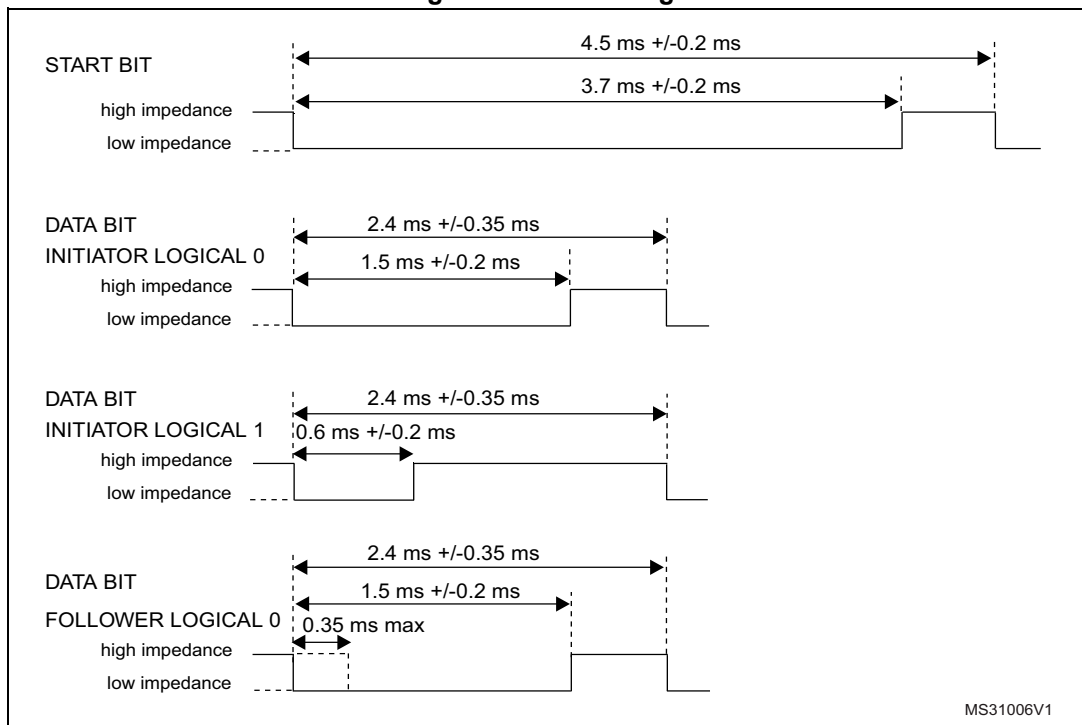 START BIT
4.5 ms +/-0.2 ms
3.7 ms +/-0.2 ms
high impedance
low impedance
DATA BIT
INITIATOR LOGICAL 0
2.4 ms +/-0.35 ms
1.5 ms +/-0.2 ms
high impedance
low impedance
DATA BIT
INITIATOR LOGICAL 1
2.4 ms +/-0.35 ms
0.6 ms +/-0.2 ms
high impedance
low impedance
DATA BIT
FOLLOWER LOGICAL 0
2.4 ms +/-0.35 ms
1.5 ms +/-0.2 ms
0.35 ms max
high impedance
low impedance
MS31006V1